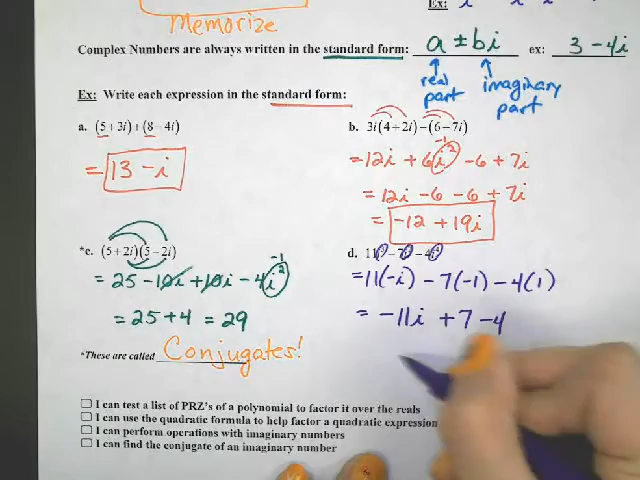 Ex:
Memorize
Complex Numbers are always written in the standard form: a ± bi ex: 3 - 4i
real part imaginary part
Ex: Write each expression in the standard form:
a. (5 + 3i) + (8 - 4i)
= 13 - i
b. 3i(4 + 2i) - (6 - 7i)
= 12i + 6i² - 6 + 7i
= 12i - 6 - 6 + 7i
= -12 + 19i
*c. (5 + 2i)(5 - 2i)
-1
= 25 - 10i + 10i - 4i²
= 25 + 4 = 29
*These are called Conjugates!
d. 11
= 11(-i) - 7(-1) - 4(1)
= -11i + 7 - 4
I can test a list of PRZ's of a polynomial to factor it over the reals
I can use the quadratic formula to help factor a quadratic expression
I can perform operations with imaginary numbers
I can find the conjugate of an imaginary number